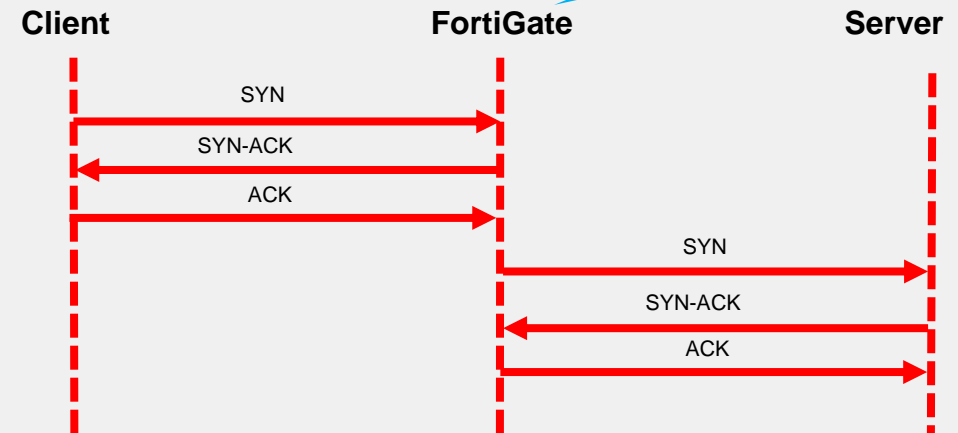 Client FortiGate Server
SYN
SYN-ACK
ACK
SYN
SYN-ACK
ACK